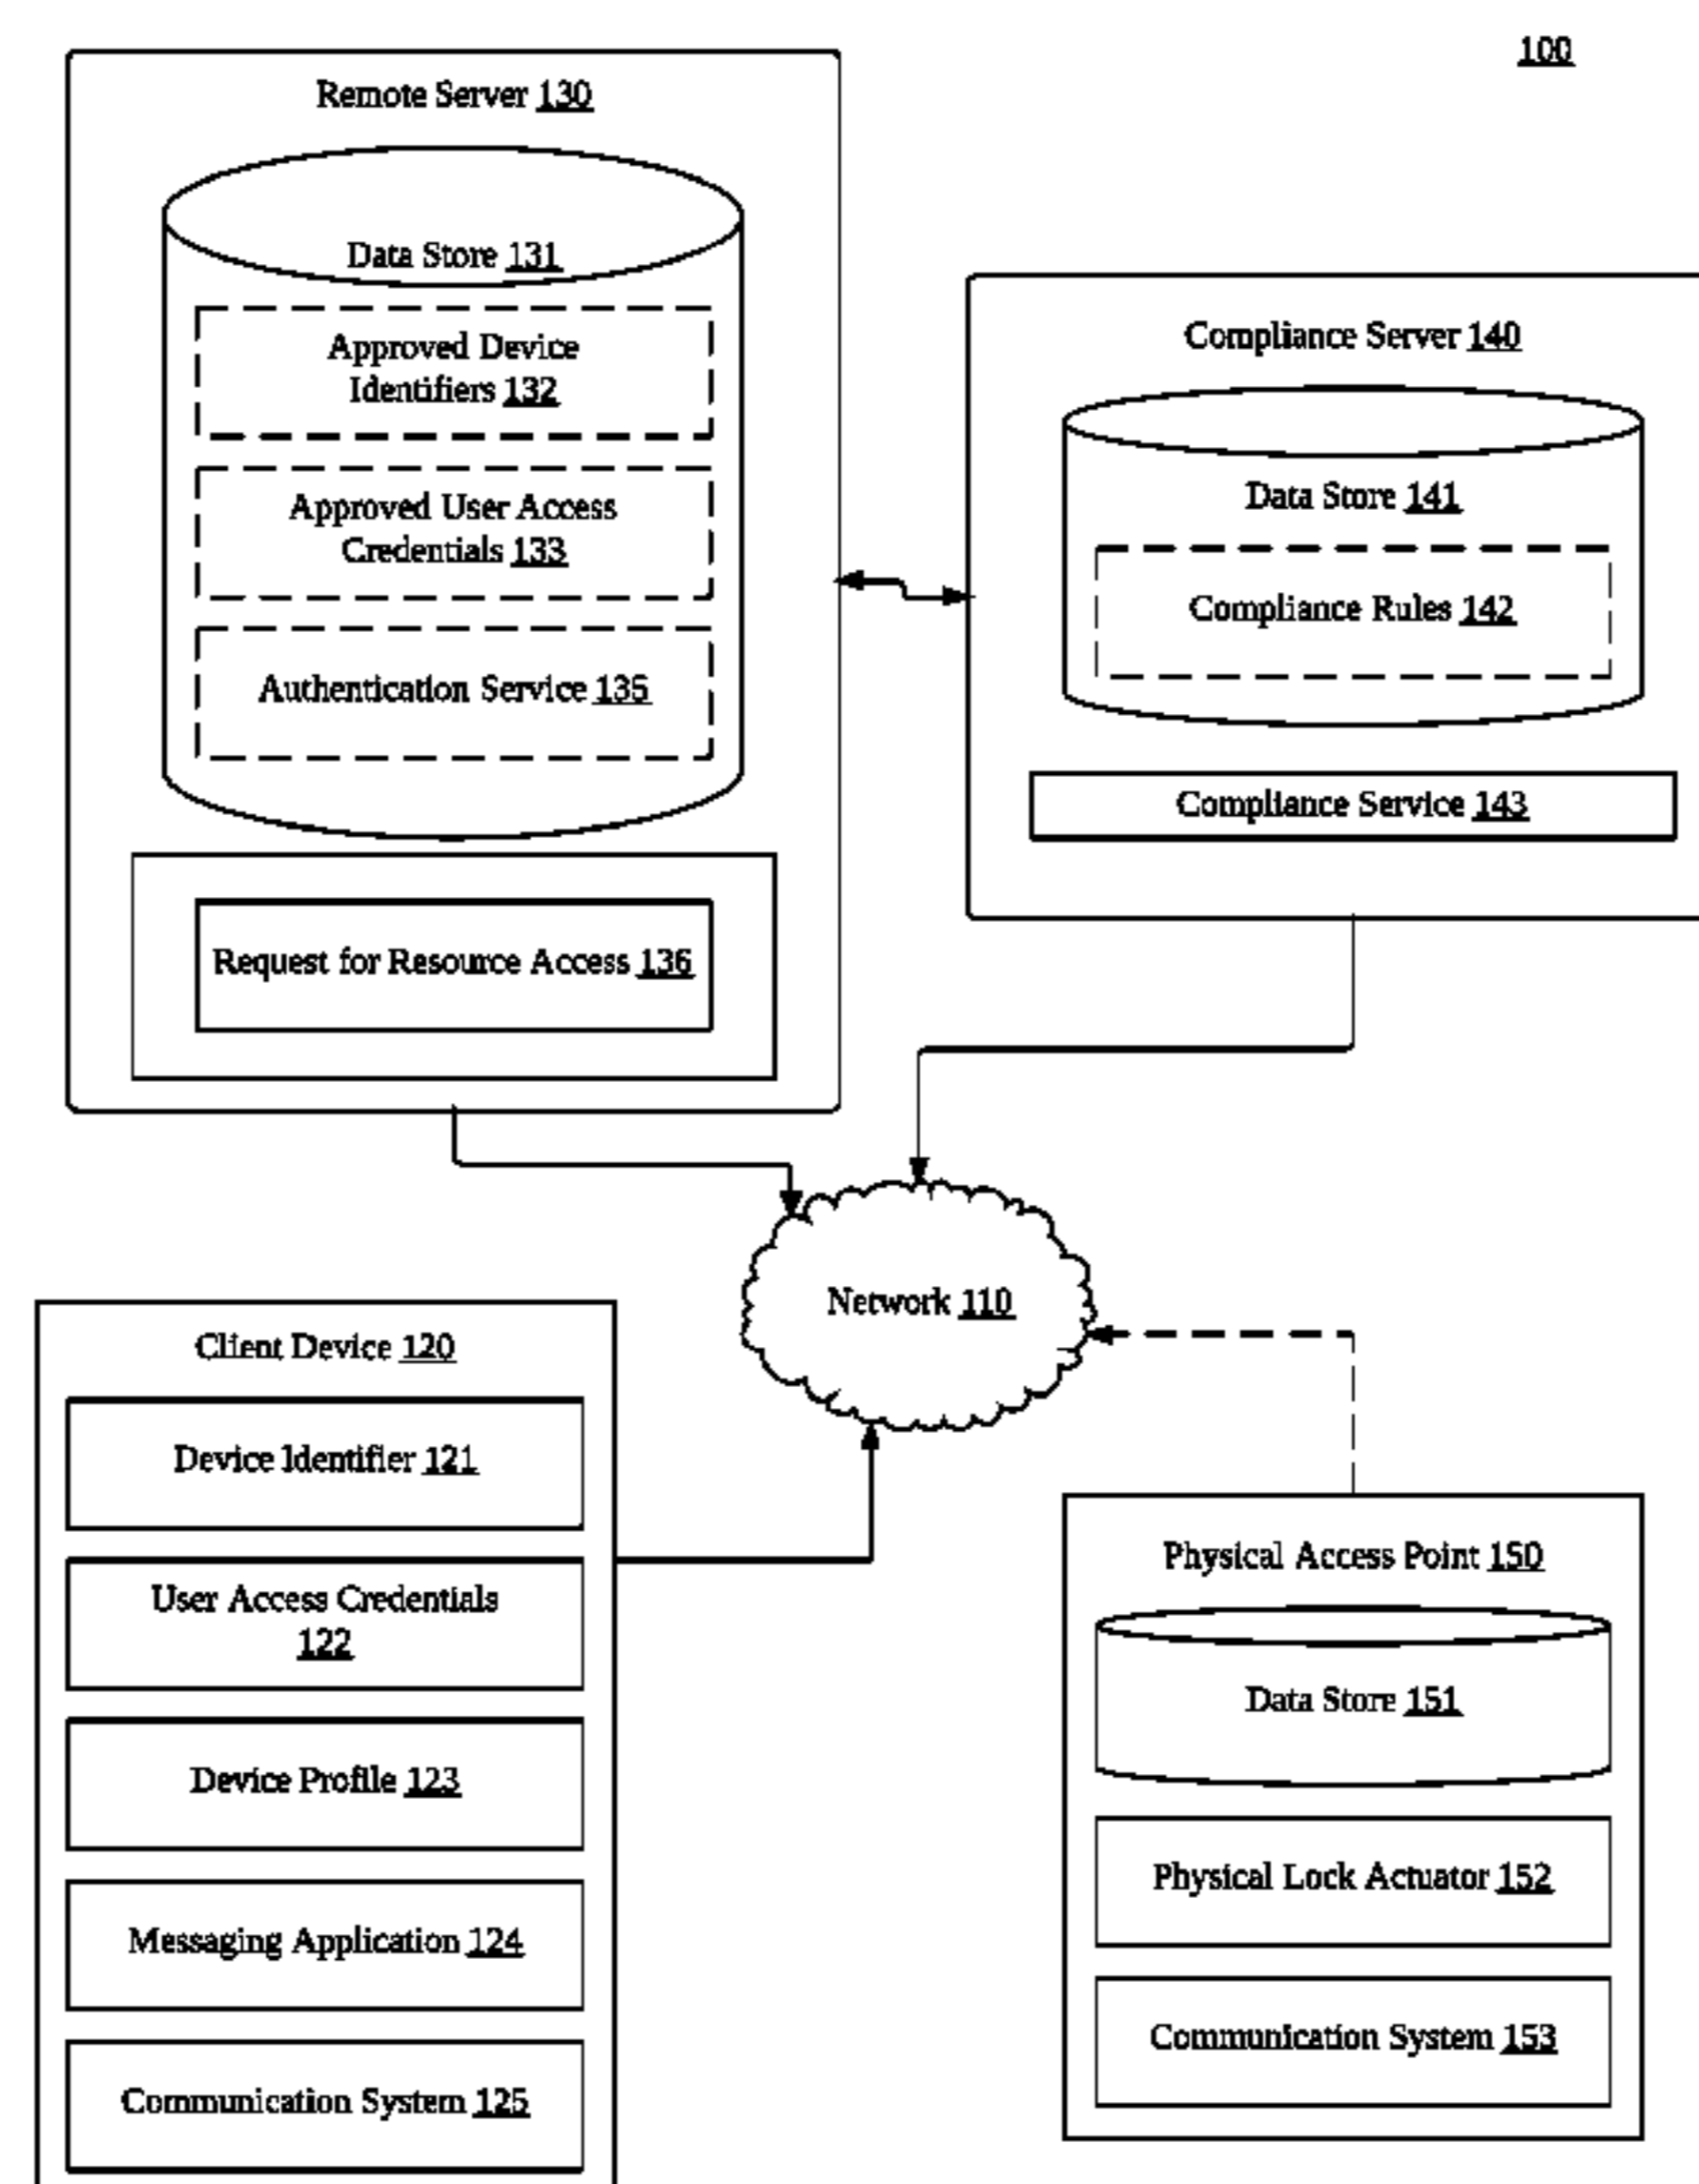 100
Remote Server 130
Data Store 131
Approved Device
Identifiers 132
Approved User Access
Credentials 133
Authentication Service 135
Request for Resource Access 136
Compliance Server 140
Data Store 141
Compliance Rules 142
Compliance Service 143
Network 110
Client Device 120
Device Identifier 121
User Access Credentials
122
Device Profile 123
Messaging Application 124
Communication System 125
Physical Access Point 150
Data Store 151
Physical Lock Actuator 152
Communication System 153